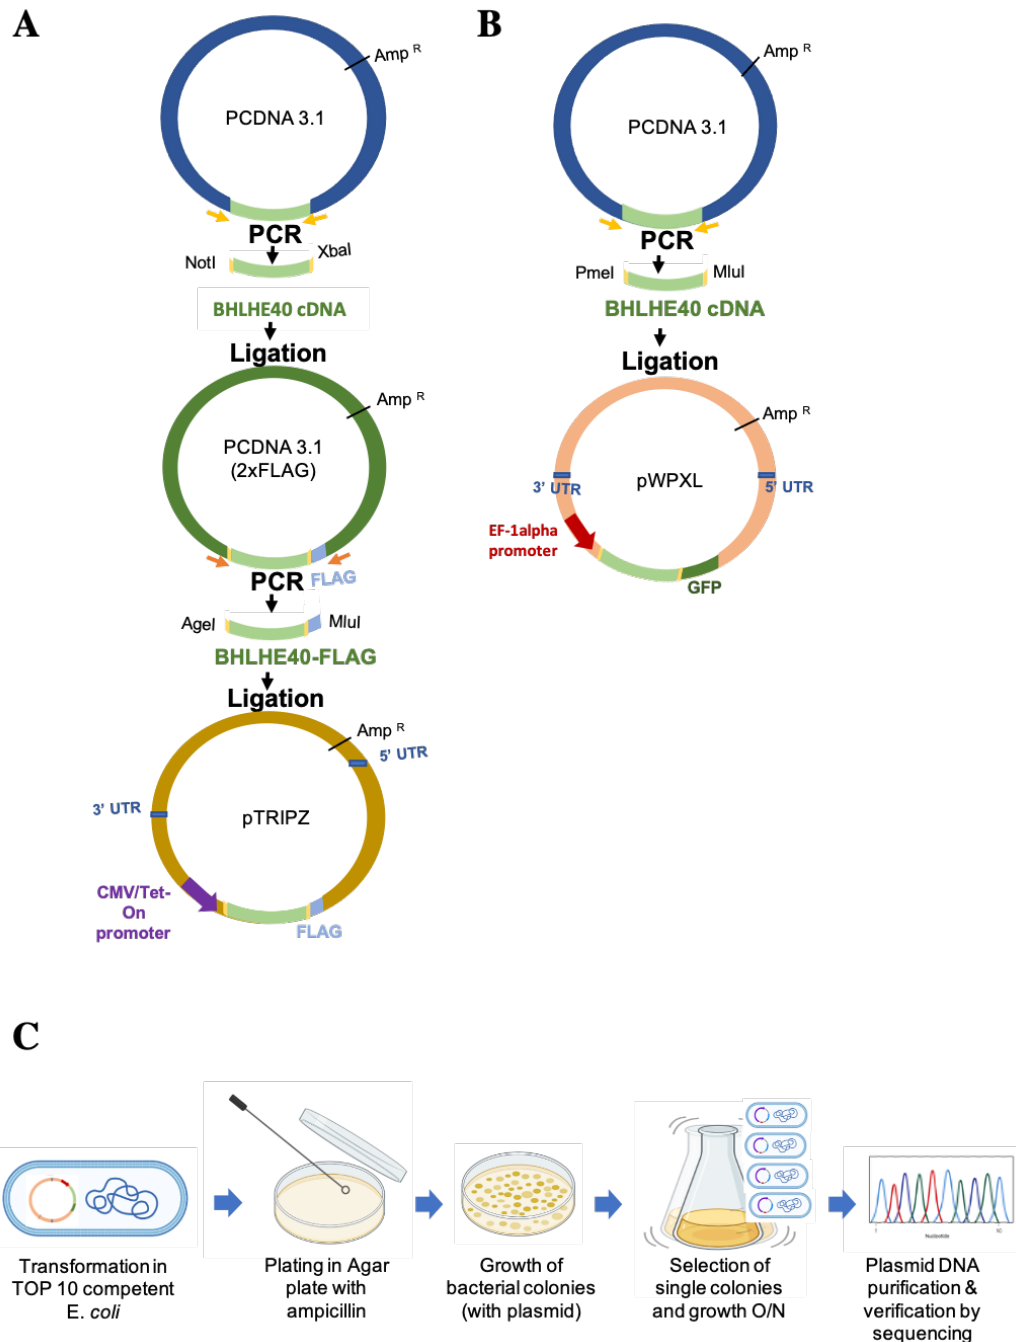 A
Amp R
PCDNA 3.1
PCR
NotI
XbaI
BHLHE40 cDNA
Ligation
Amp R
PCDNA 3.1
(2xFLAG)
PCR
FLAG
AgeI
MluI
BHLHE40-FLAG
Ligation
Amp R
5' UTR
3' UTR
pTRIPZ
CMV/Tet-
On
promoter
FLAG
B
Amp R
PCDNA 3.1
PCR
PmeI
MluI
BHLHE40 cDNA
Ligation
Amp R
3' UTR
pWPXL
5' UTR
EF-1alpha
promoter
GFP
C
Transformation in
TOP 10 competent
E. coli
Plating in Agar
plate with
ampicillin
Growth of
bacterial colonies
(with plasmid)
Selection of
single colonies
and growth O/N
1
Nucleotide
Plasmid DNA
purification &
verification by
sequencing